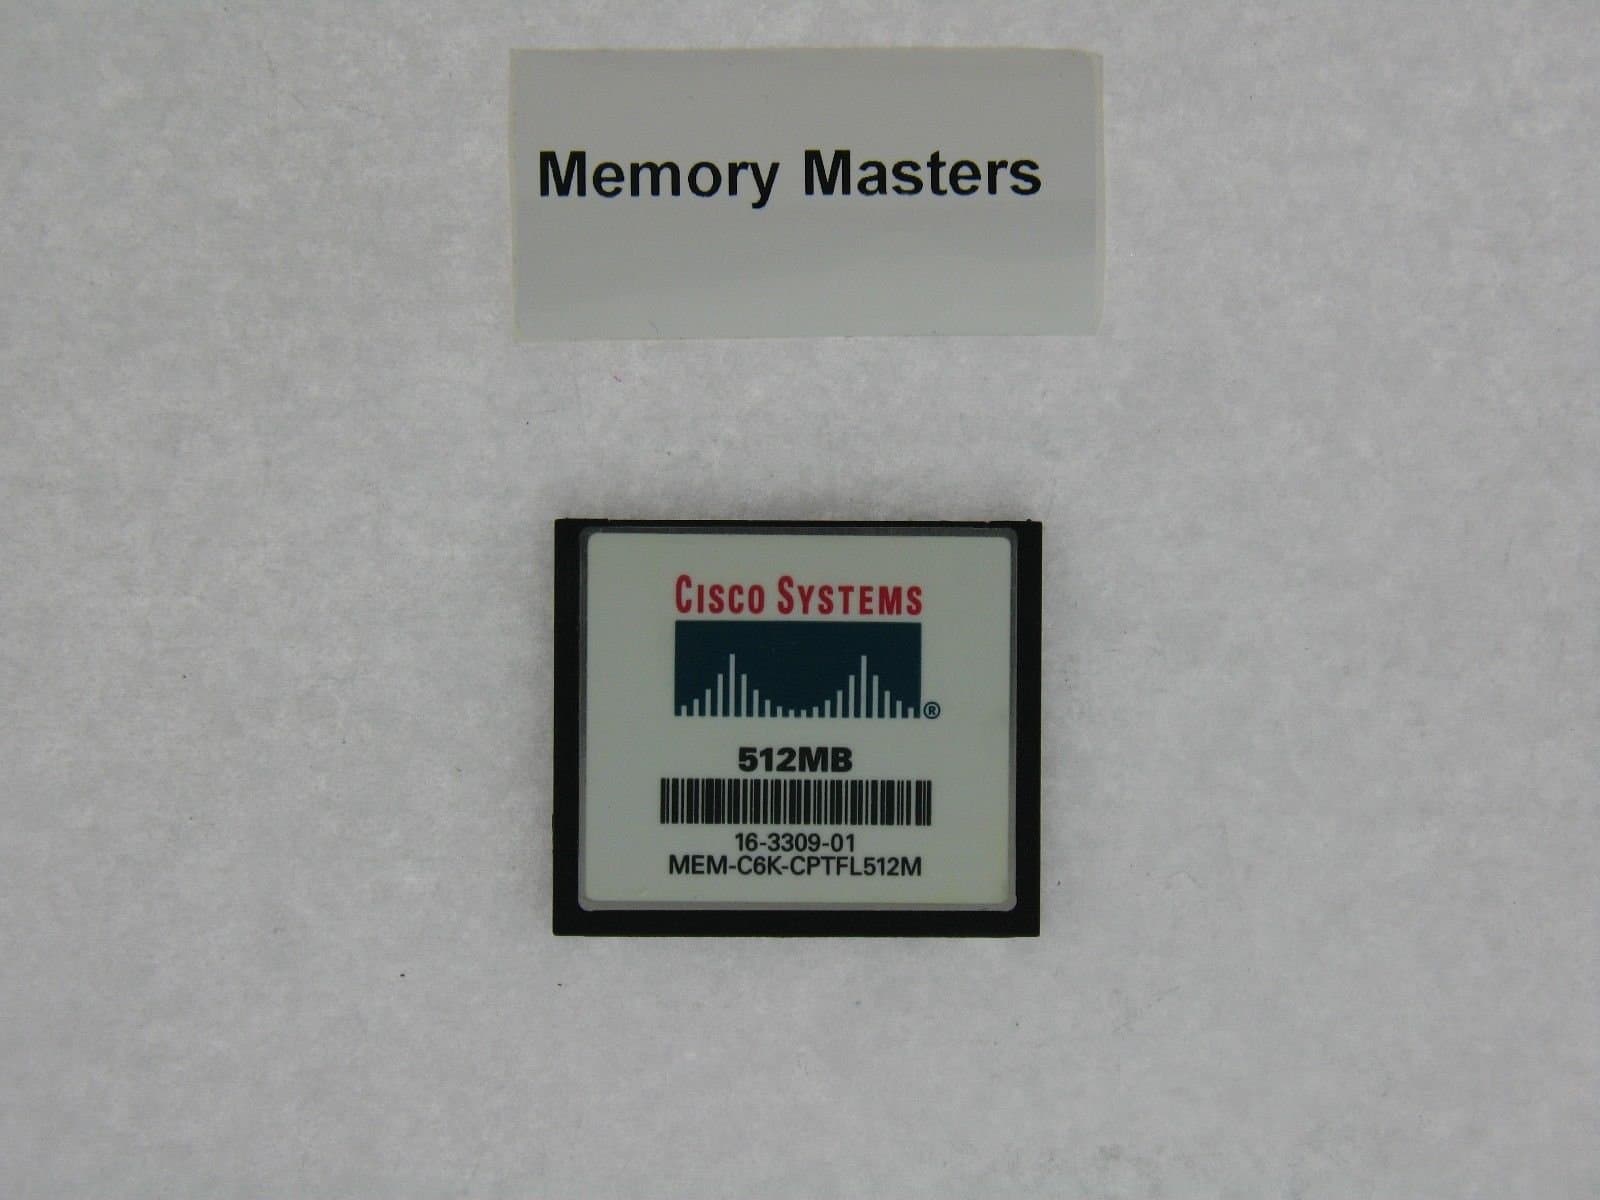 Memory Masters
CISCO SYSTEMS
®
512MB
16-3309-01
MEM-C6K-CPTFL512M